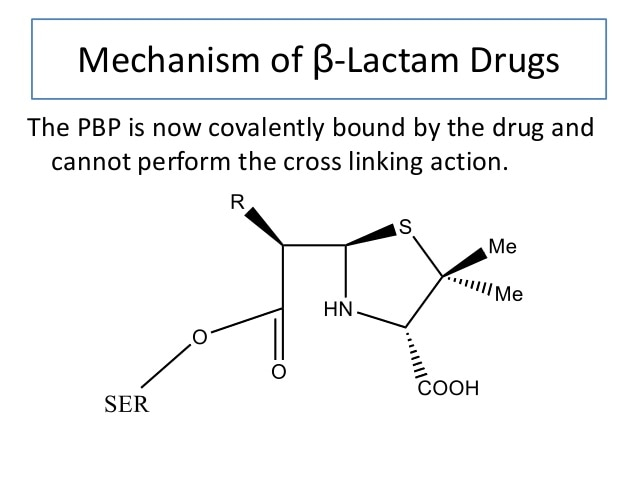 Mechanism of β-Lactam Drugs
The PBP is now covalently bound by the drug and
cannot perform the cross linking action.
R
S
Me
Me
HN
O
O
COOH
SER